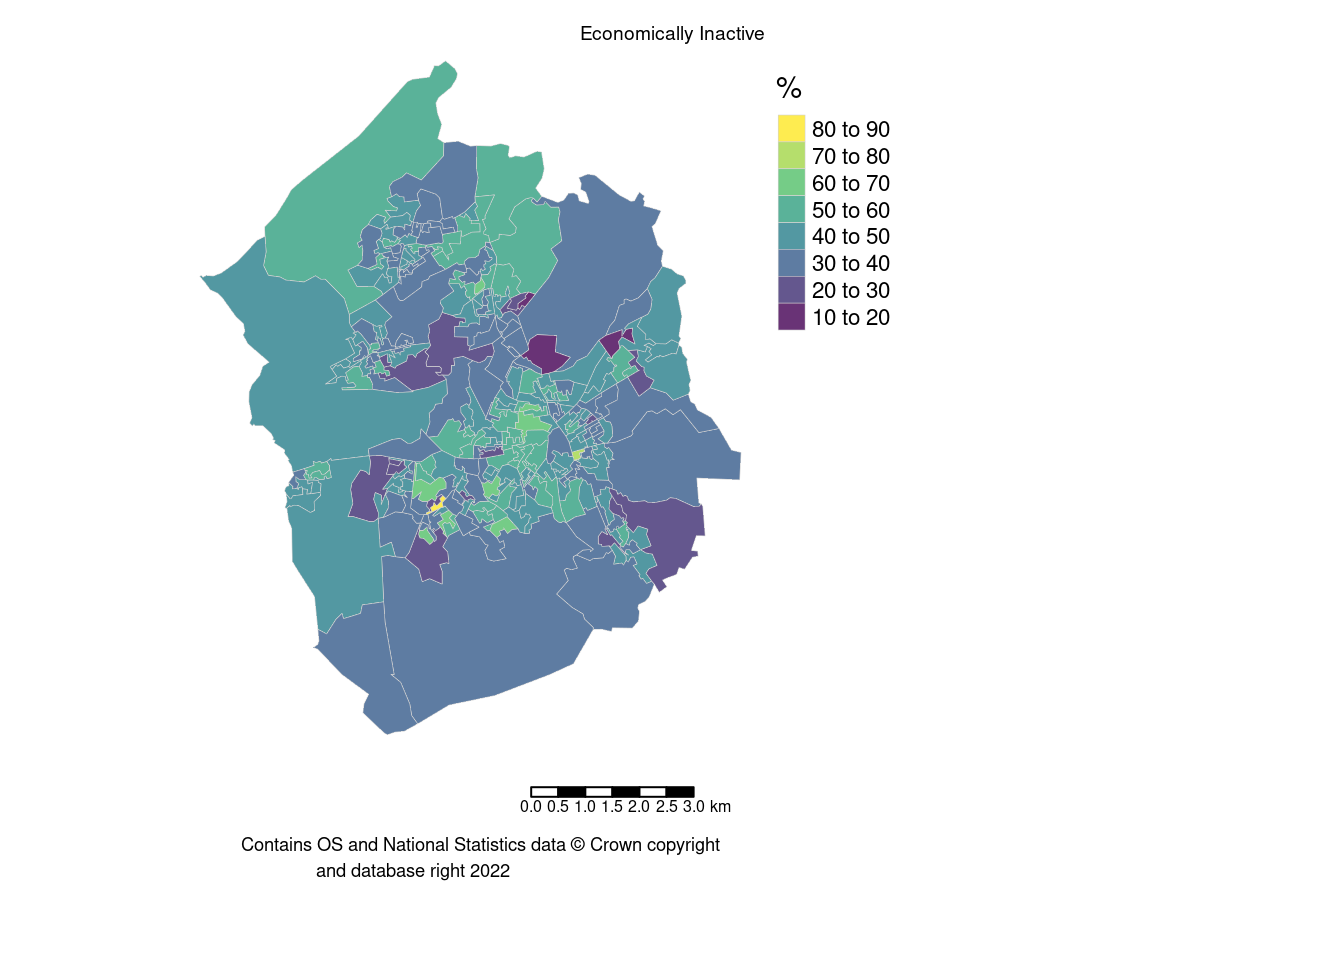 Economically Inactive
%
80 to 90
70 to 80
60 to 70
50 to 60
40 to 50
30 to 40
20 to 30
10 to 20
0.0 0.5 1.0 1.5 2.0 2.5 3.0 km
Contains OS and National Statistics data © Crown copyright
and database right 2022